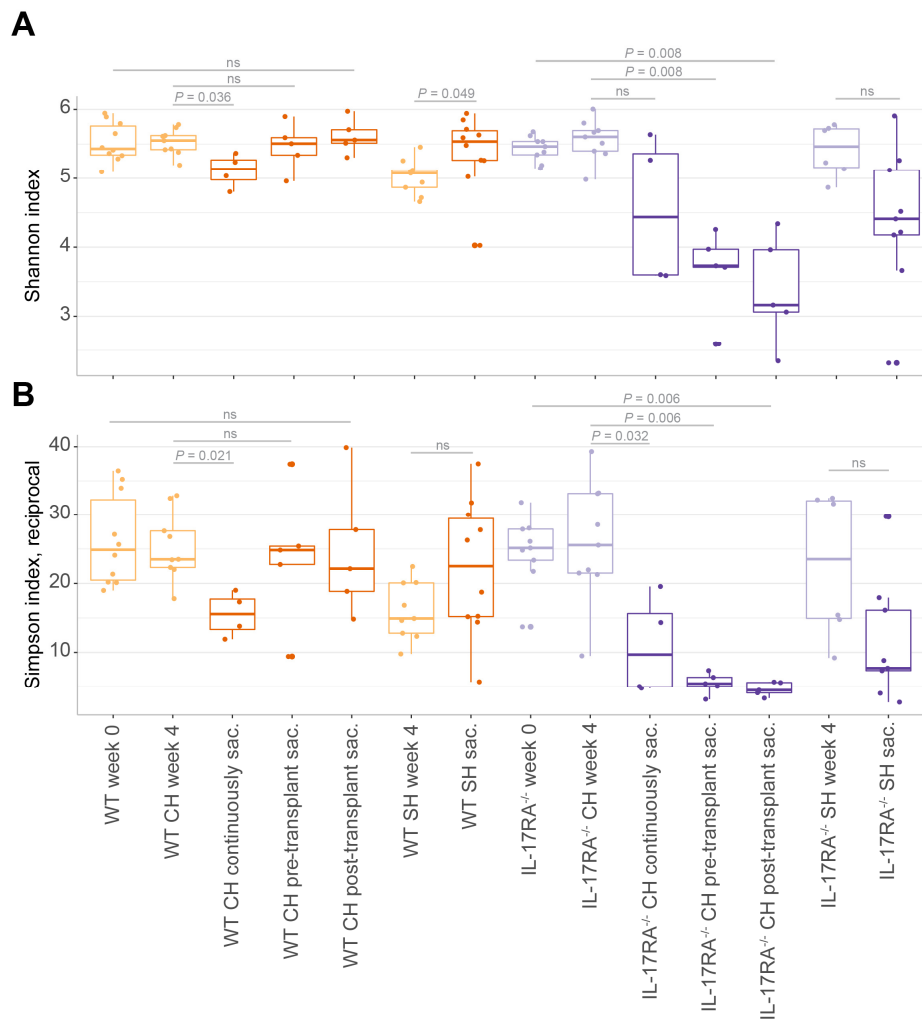 A
P = 0.008
ns
P = 0.008
ns
P = 0.036
P = 0.049
ns
ns
6
5
4
3
Shannon index
B
P = 0.006
ns
P = 0.006
ns
P = 0.032
P = 0.021
ns
ns
40
30
20
10
Simpson index, reciprocal
WT week 0
WT CH week 4
WT CH continuously sac.
WT CH pre-transplant sac.
WT CH post-transplant sac.
WT SH week 4
WT SH sac.
IL-17RA⁻/⁻ week 0
IL-17RA⁻/⁻ CH week 4
IL-17RA⁻/⁻ CH continuously sac.
IL-17RA⁻/⁻ CH pre-transplant sac.
IL-17RA⁻/⁻ CH post-transplant sac.
IL-17RA⁻/⁻ SH week 4
IL-17RA⁻/⁻ SH sac.